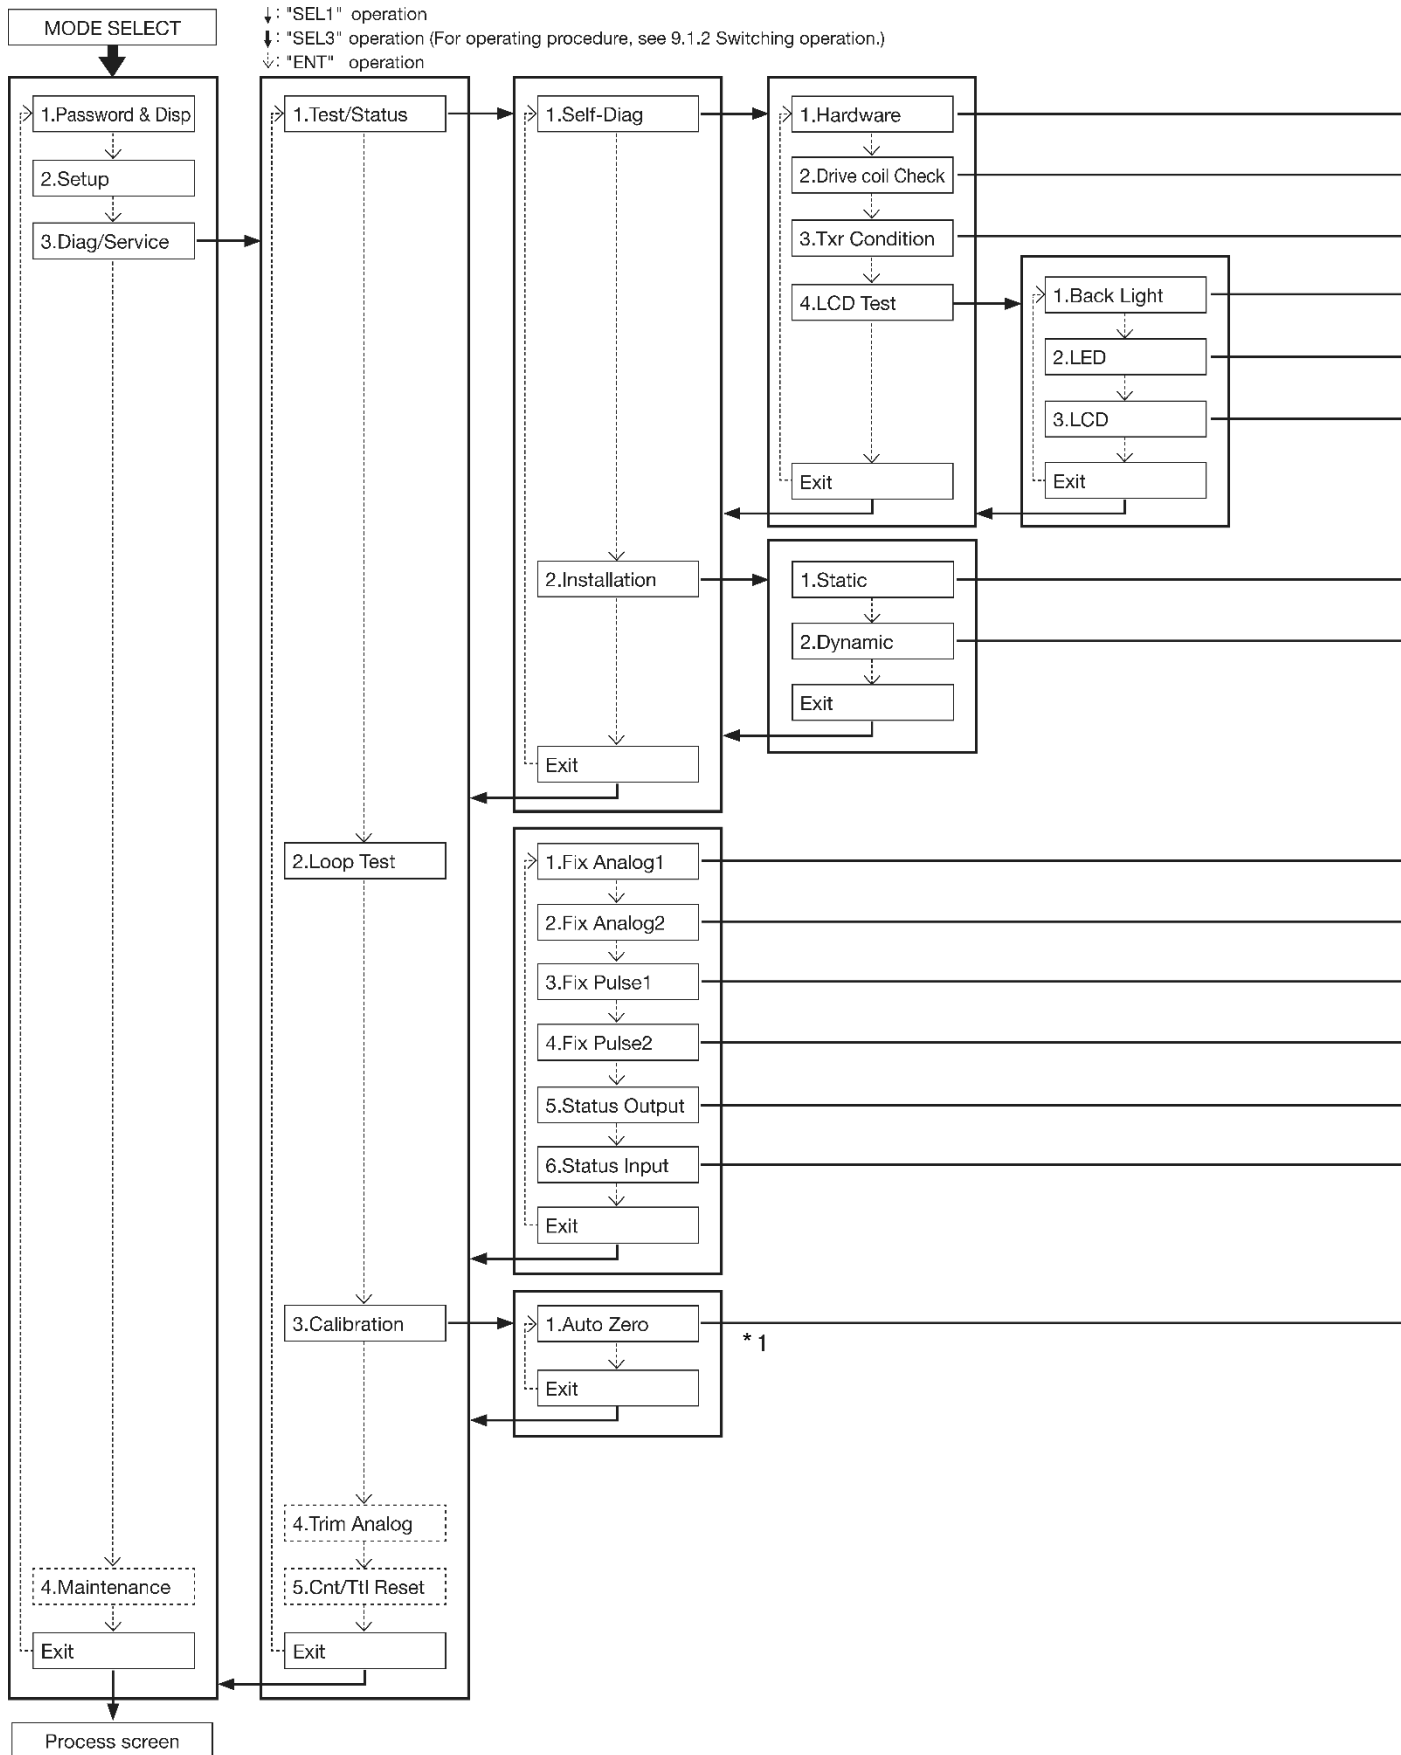 MODE SELECT
: "SEL1" operation
: "SEL3" operation (For operating procedure, see 9.1.2 Switching operation.)
: "ENT" operation
1.Password & Disp
2.Setup
3.Diag/Service
4.Maintenance
Exit
Process screen
1.Test/Status
2.Loop Test
3.Calibration
4.Trim Analog
5.Cnt/Ttl Reset
Exit
1.Self-Diag
2.Installation
Exit
1.Hardware
2.Drive coil Check
3.Txr Condition
4.LCD Test
Exit
1.Back Light
2.LED
3.LCD
Exit
1.Static
2.Dynamic
Exit
1.Fix Analog1
2.Fix Analog2
3.Fix Pulse1
4.Fix Pulse2
5.Status Output
6.Status Input
Exit
1.Auto Zero
* 1
Exit